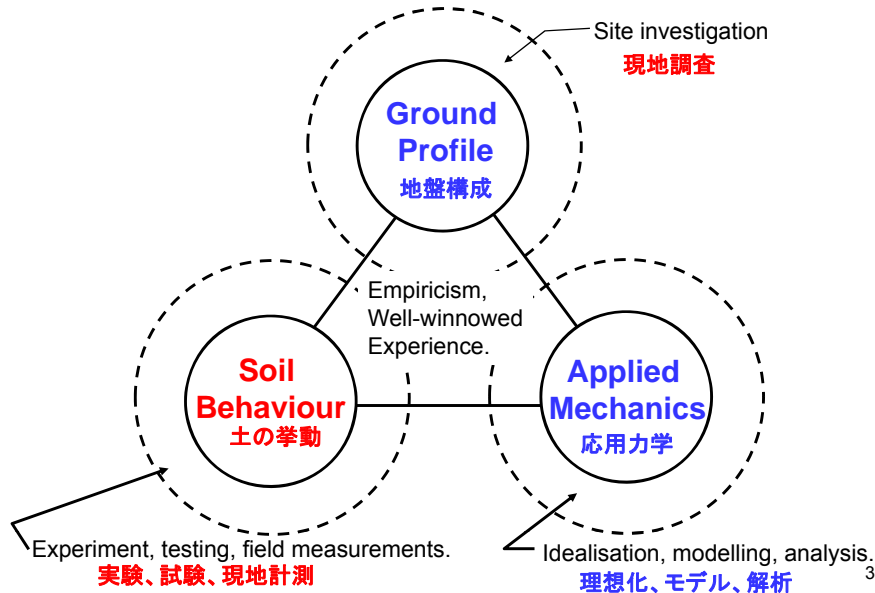 Site investigation
現地調査
Ground
Profile
地盤構成
Empiricism,
Well-winnowed
Experience.
Soil
Behaviour
土の挙動
Applied
Mechanics
応用力学
Experiment, testing, field measurements.
実験、試験、現地計測
Idealisation, modelling, analysis.
理想化、モデル、解析
3